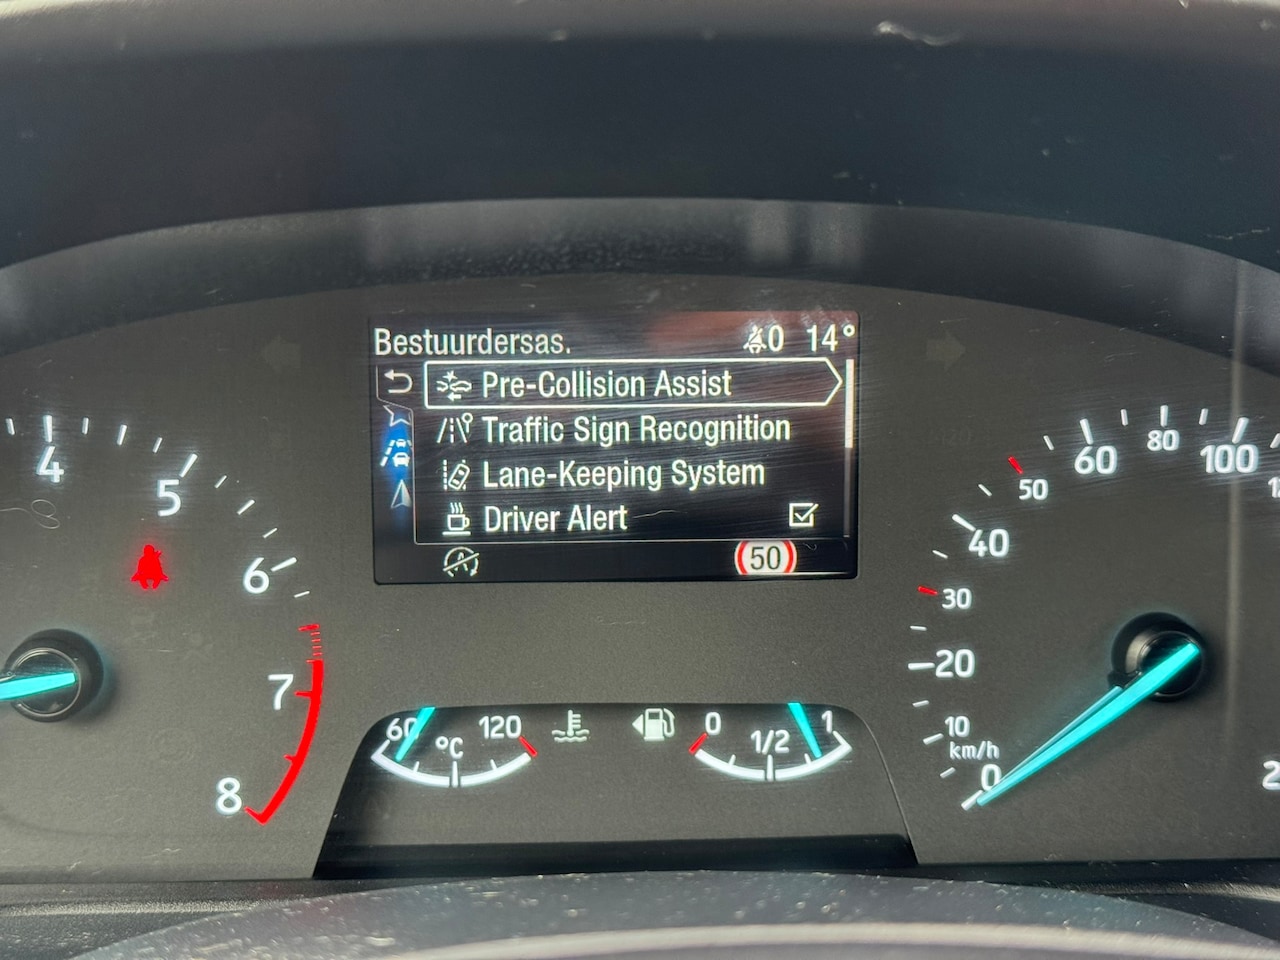 Bestuurdersas. 0 14°
Pre-Collision Assist
Traffic Sign Recognition
Lane-Keeping System
Driver Alert
A 50
4
5
6
7
8
60 120
°C
0 1/2 1
0
10
km/h
20
30
40
50
60
80
100